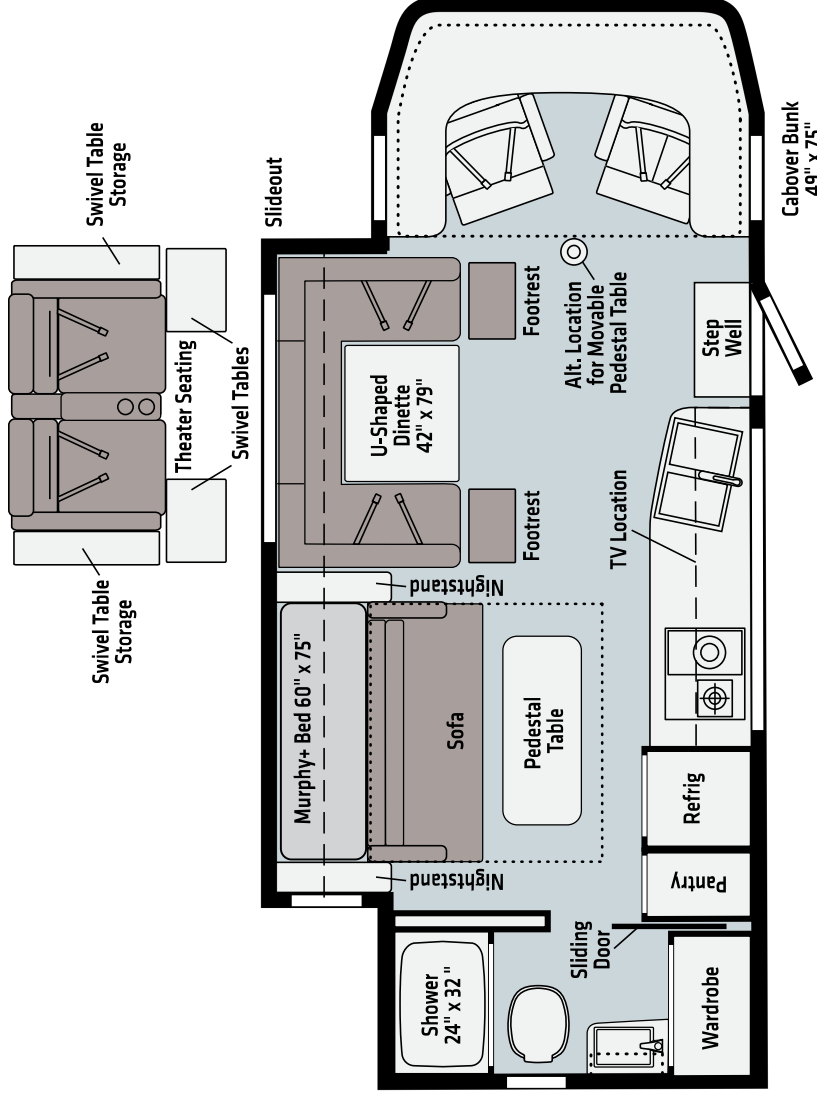 Swivel Table
Storage
Swivel Table
Storage
Theater Seating
Swivel Tables
Slideout
Murphy+ Bed 60" x 75"
Nightstand
Nightstand
Sofa
Pedestal
Table
U-Shaped
Dinette
42" x 79"
Footrest
Footrest
Alt. Location
for Movable
Pedestal Table
Step
Well
TV Location
Refrig
Pantry
Sliding
Door
Shower
24" x 32 "
Wardrobe
Cabover Bunk
49" x 75"